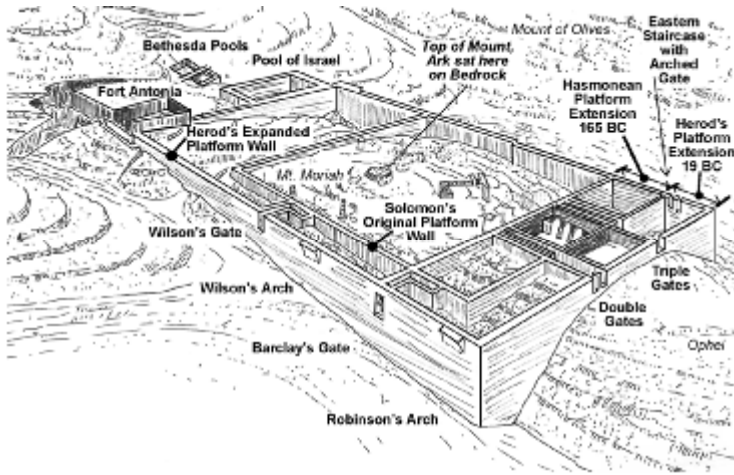 Mount of Olives
Eastern
Staircase
with
Arched
Gate
Bethesda Pools
Pool of Israel
Top of Mount,
Ark sat here
on Bedrock
Hasmonean
Platform
Extension
165 BC
Herod's
Platform
Extension
19 BC
Fort Antonia
Herod's Expanded
Platform Wall
Mt. Moriah
Solomon's
Original Platform
Wall
Wilson's Gate
Wilson's Arch
Barclay's Gate
Robinson's Arch
Triple
Gates
Double
Gates
Ophel